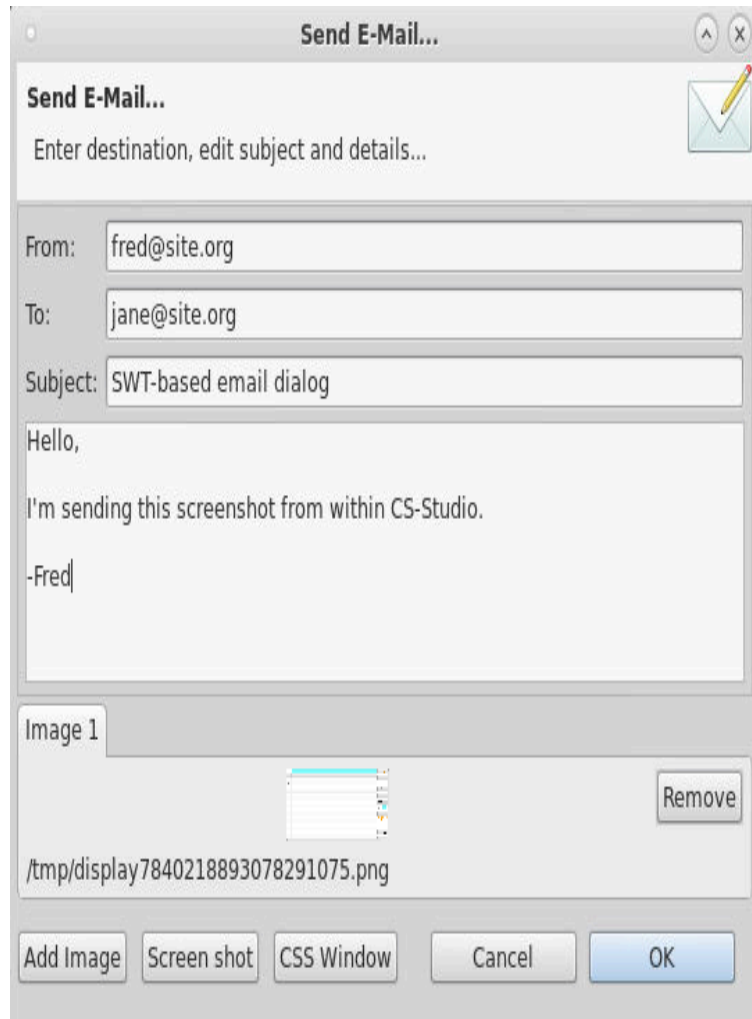 Send E-Mail...
Send E-Mail...
Enter destination, edit subject and details...
From: fred@site.org
To: jane@site.org
Subject: SWT-based email dialog
Hello,
I'm sending this screenshot from within CS-Studio.
-Fred
Image 1
Remove
/tmp/display7840218893078291075.png
Add Image Screen shot CSS Window Cancel OK